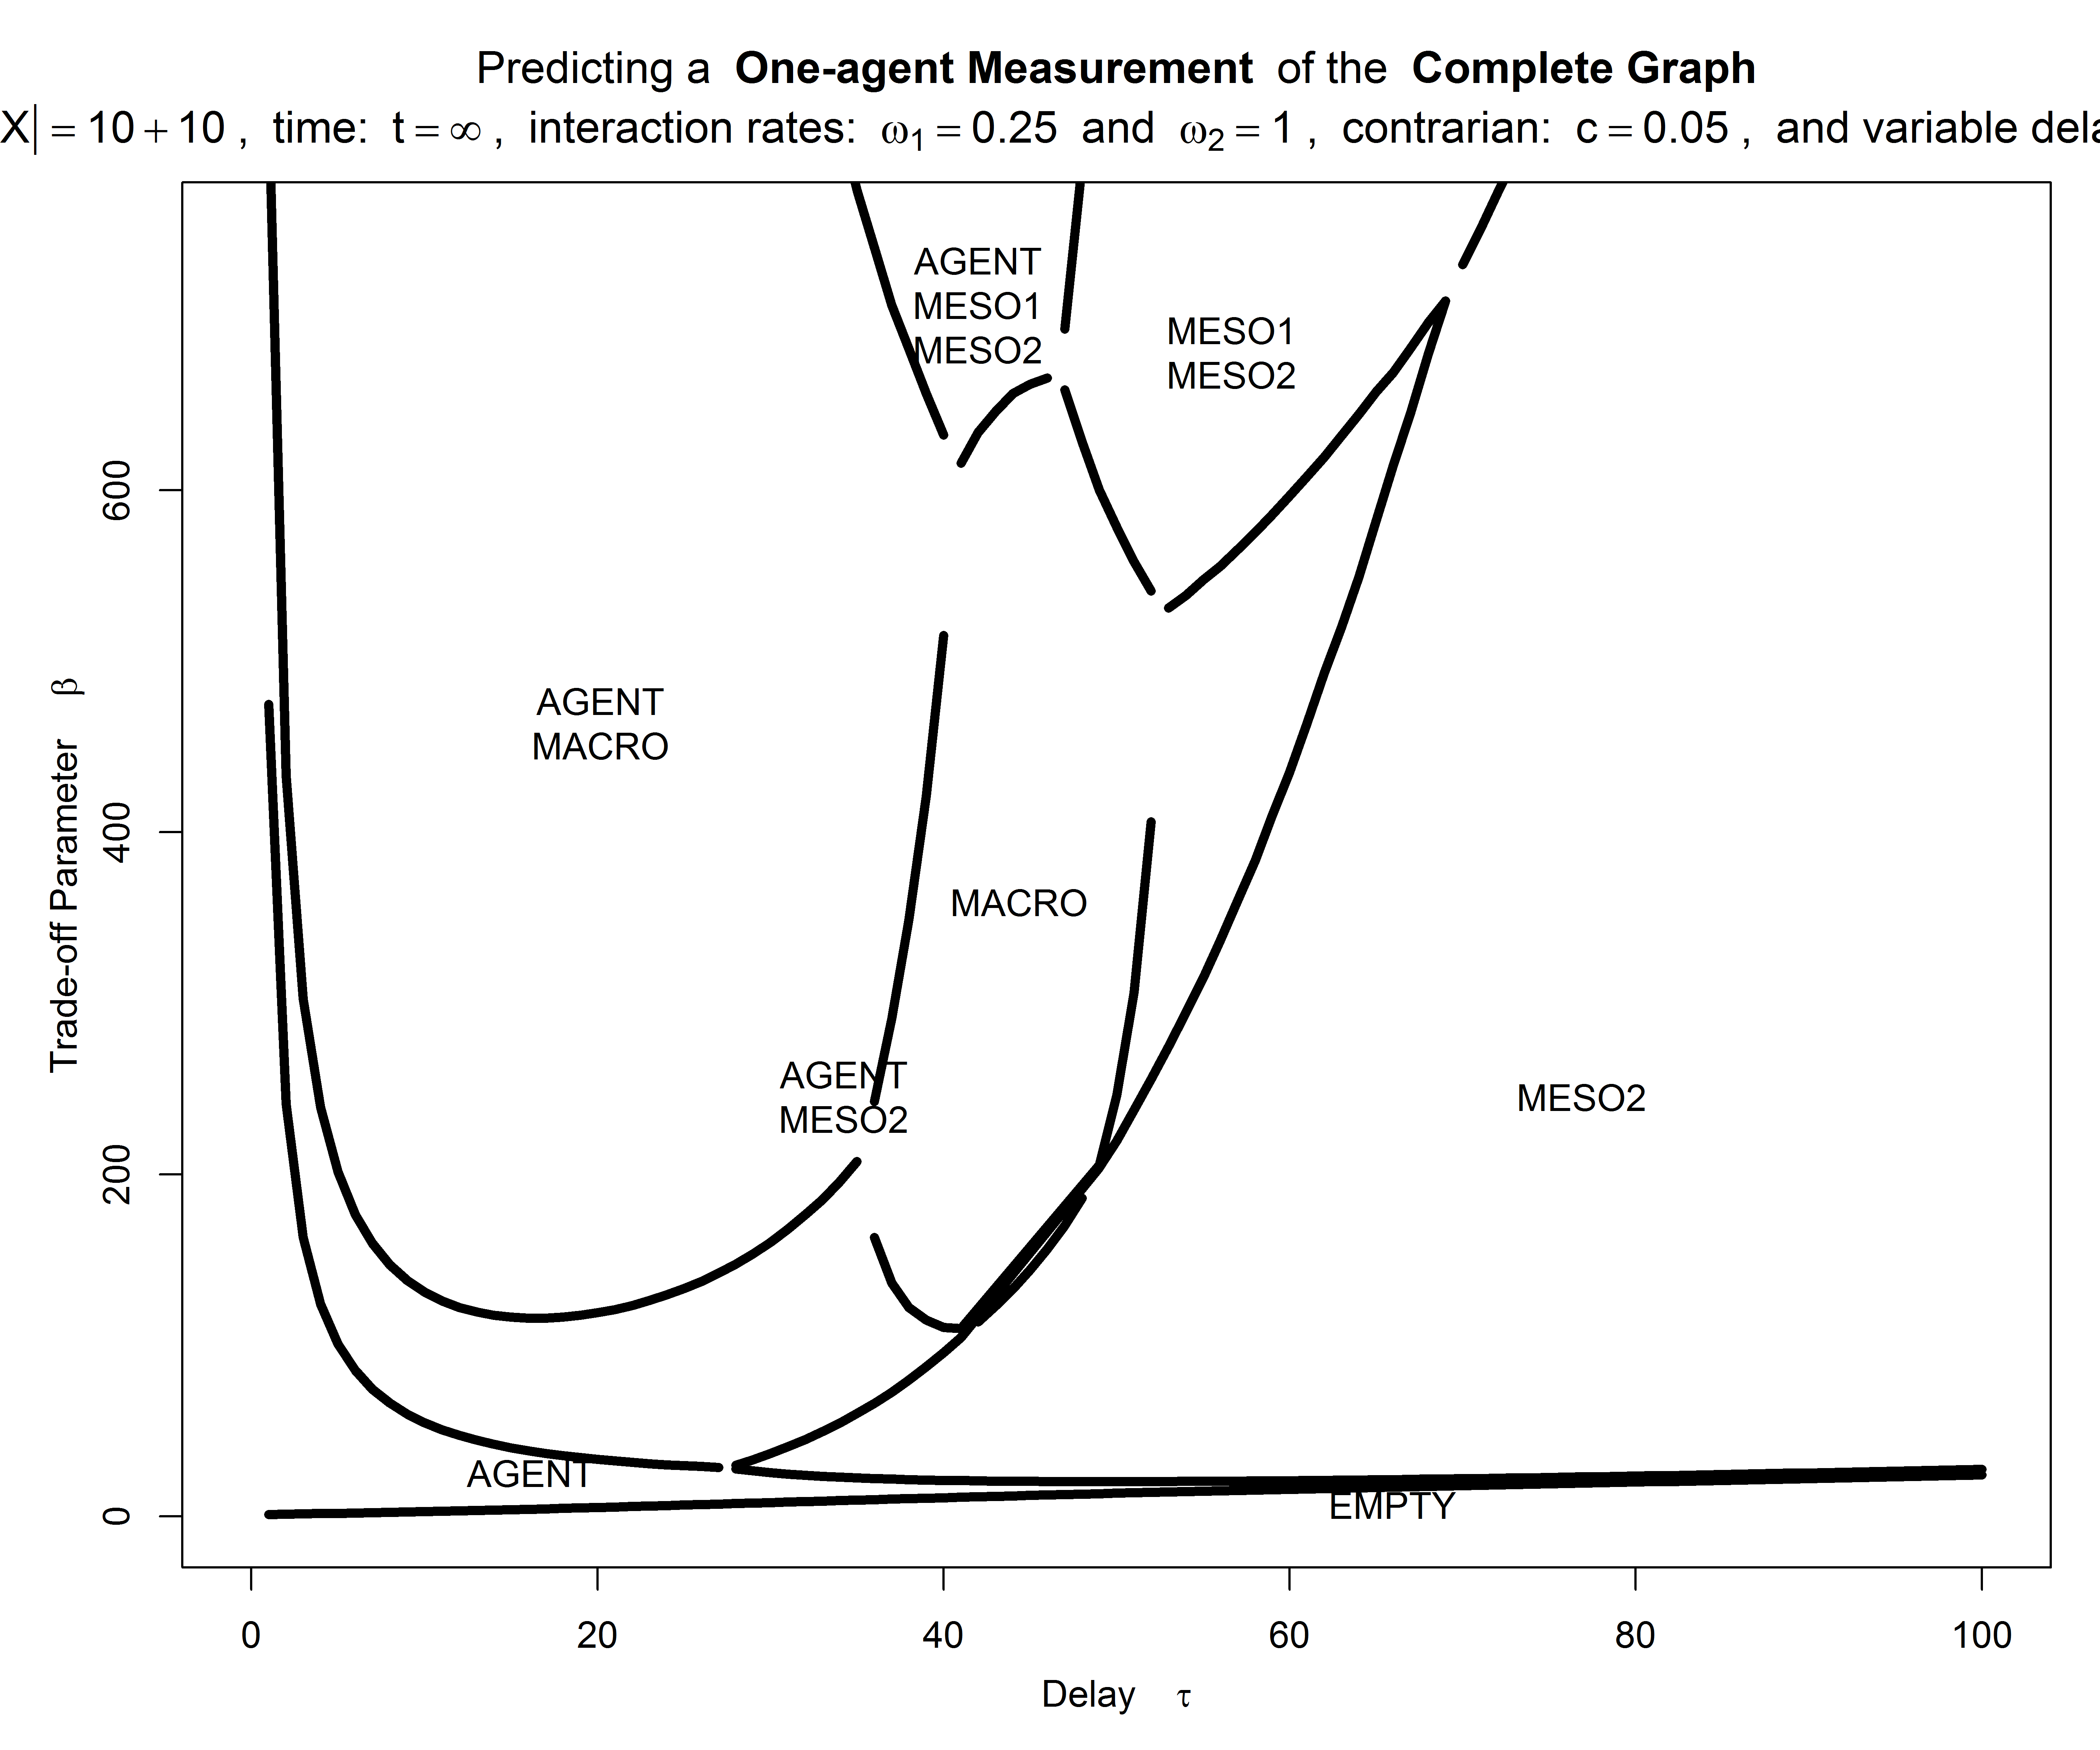 Predicting a One-agent Measurement of the Complete Graph
X| = 10 + 10 , time: t = ∞ , interaction rates: ω1 = 0.25 and ω2 = 1 , contrarian: c = 0.05 , and variable dela
AGENT
MESO1
MESO2
MESO1
MESO2
AGENT
MACRO
MACRO
AGENT
MESO2
MESO2
AGENT
EMPTY
Trade-off Parameter β
0
200
400
600
0 20 40 60 80 100
Delay τ